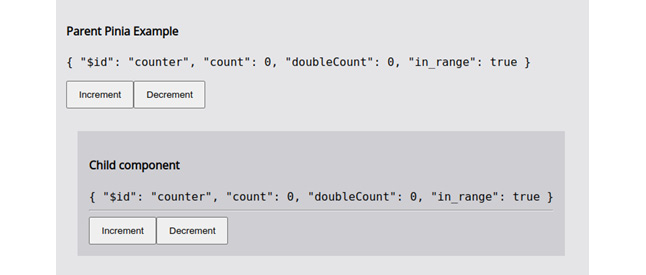 Parent Pinia Example
{ "$id": "counter", "count": 0, "doubleCount": 0, "in_range": true }
Increment Decrement
Child component
{ "$id": "counter", "count": 0, "doubleCount": 0, "in_range": true }
Increment Decrement